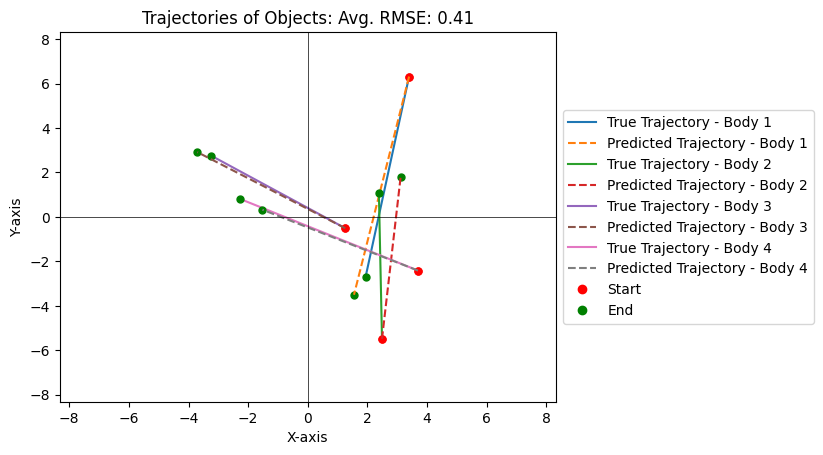 Trajectories of Objects: Avg. RMSE: 0.41
8
6
4
2
0
−2
−4
−6
−8
Y-axis
−8 −6 −4 −2 0 2 4 6 8
X-axis
True Trajectory - Body 1
Predicted Trajectory - Body 1
True Trajectory - Body 2
Predicted Trajectory - Body 2
True Trajectory - Body 3
Predicted Trajectory - Body 3
True Trajectory - Body 4
Predicted Trajectory - Body 4
Start
End